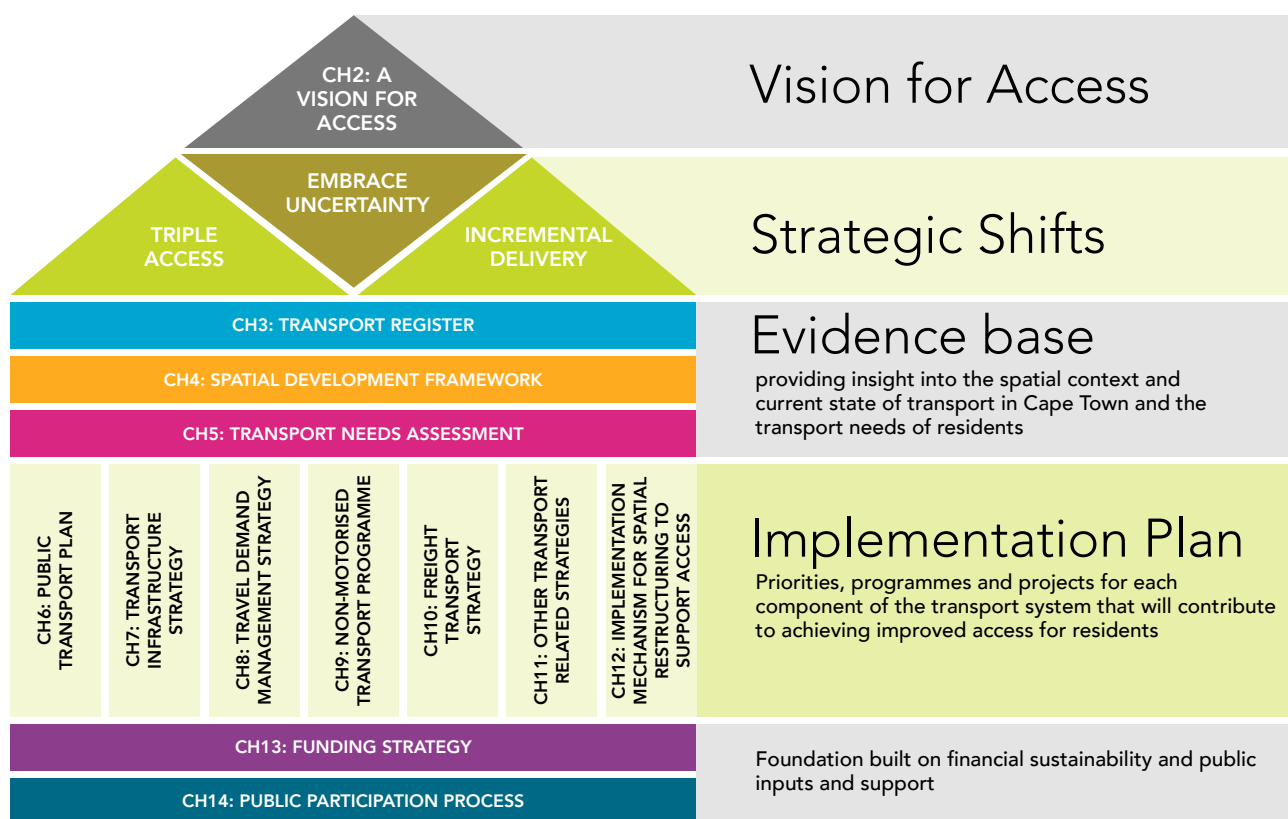 CH2: A
VISION FOR
ACCESS
Vision for Access
EMBRACE
UNCERTAINTY
TRIPLE
ACCESS
INCREMENTAL
DELIVERY
Strategic Shifts
CH3: TRANSPORT REGISTER
CH4: SPATIAL DEVELOPMENT FRAMEWORK
CH5: TRANSPORT NEEDS ASSESSMENT
Evidence base
providing insight into the spatial context and
current state of transport in Cape Town and the
transport needs of residents
CH6: PUBLIC
TRANSPORT PLAN
CH7: TRANSPORT
INFRASTRUCTURE
STRATEGY
CH8: TRAVEL DEMAND
MANAGEMENT STRATEGY
CH9: NON-MOTORISED
TRANSPORT PROGRAMME
CH10: FREIGHT
TRANSPORT
STRATEGY
CH11: OTHER TRANSPORT
RELATED STRATEGIES
CH12: IMPLEMENTATION
MECHANISM FOR SPATIAL
RESTRUCTURING TO
SUPPORT ACCESS
Implementation Plan
Priorities, programmes and projects for each
component of the transport system that will contribute
to achieving improved access for residents
CH13: FUNDING STRATEGY
CH14: PUBLIC PARTICIPATION PROCESS
Foundation built on financial sustainability and public
inputs and support